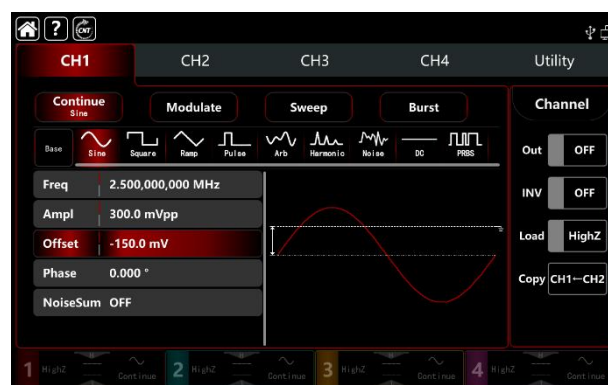 ? CNT
CH1 CH2 CH3 CH4 Utility
Continue Modulate Sweep Burst Channel
Sine
Base Sine Square Ramp Pulse Arb Harmonic Noise DC PRBS
Out OFF
Freq 2.500,000,000 MHz
INV OFF
Ampl 300.0 mVpp
Load HighZ
Offset -150.0 mV
Phase 0.000 °
Copy CH1←CH2
NoiseSum OFF
1 HighZ Continue 2 HighZ Continue 3 HighZ Continue 4 HighZ Continue